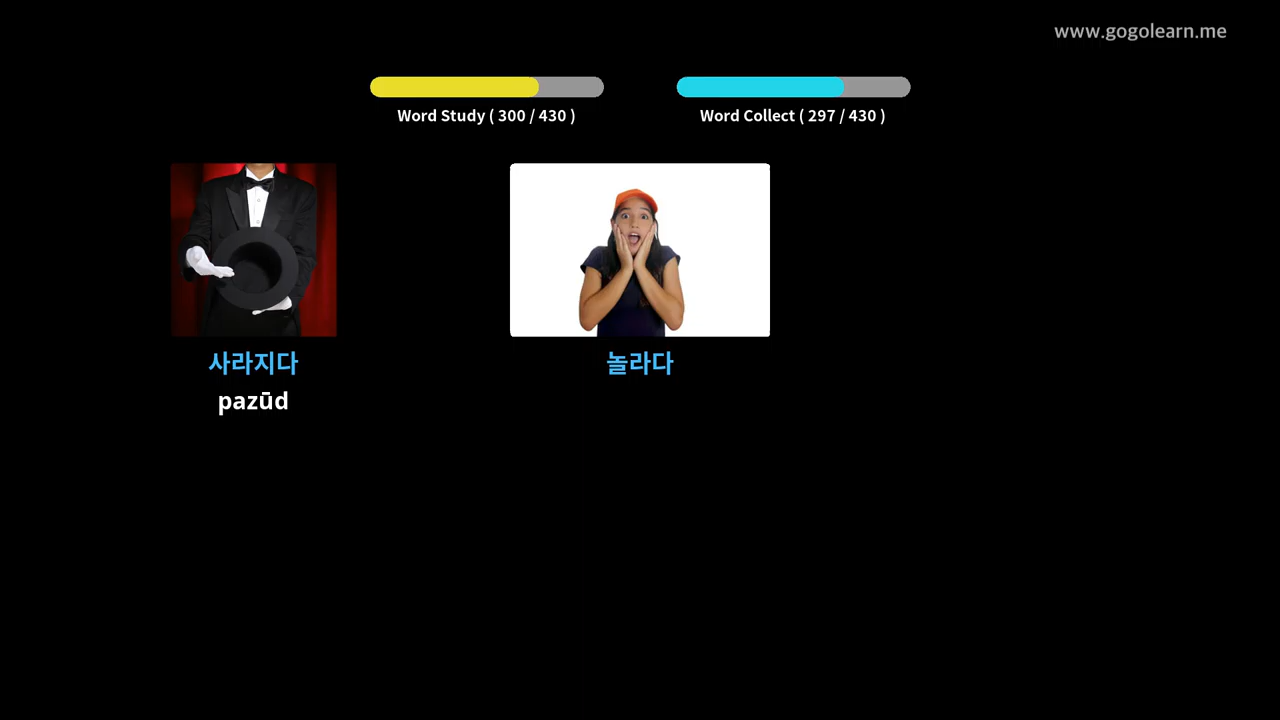 www.gogolearn.me
Word Study ( 300 / 430 )
Word Collect ( 297 / 430 )
사라지다
놀라다
pazūd